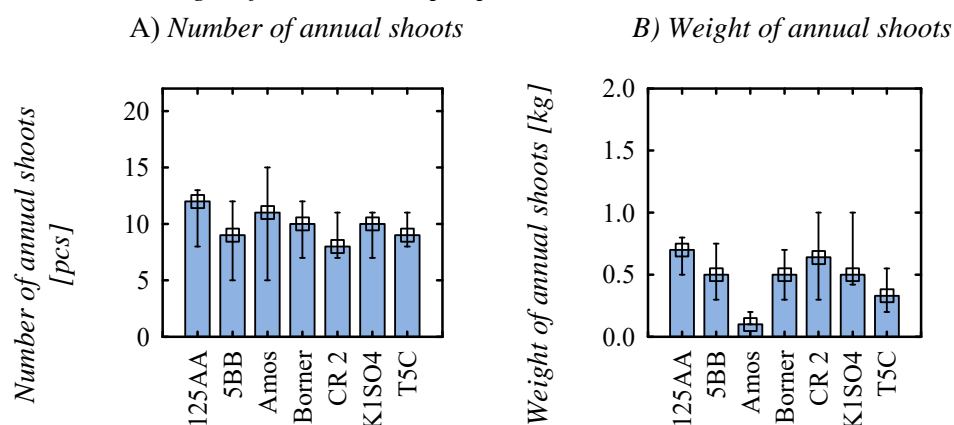 A) Number of annual shoots
Number of annual shoots
[pcs]
20
15
10
5
0
125AA
5BB
Amos
Borner
CR 2
K1SO4
T5C
B) Weight of annual shoots
Weight of annual shoots [kg]
2.0
1.5
1.0
0.5
0.0
125AA
5BB
Amos
Borner
CR 2
K1SO4
T5C